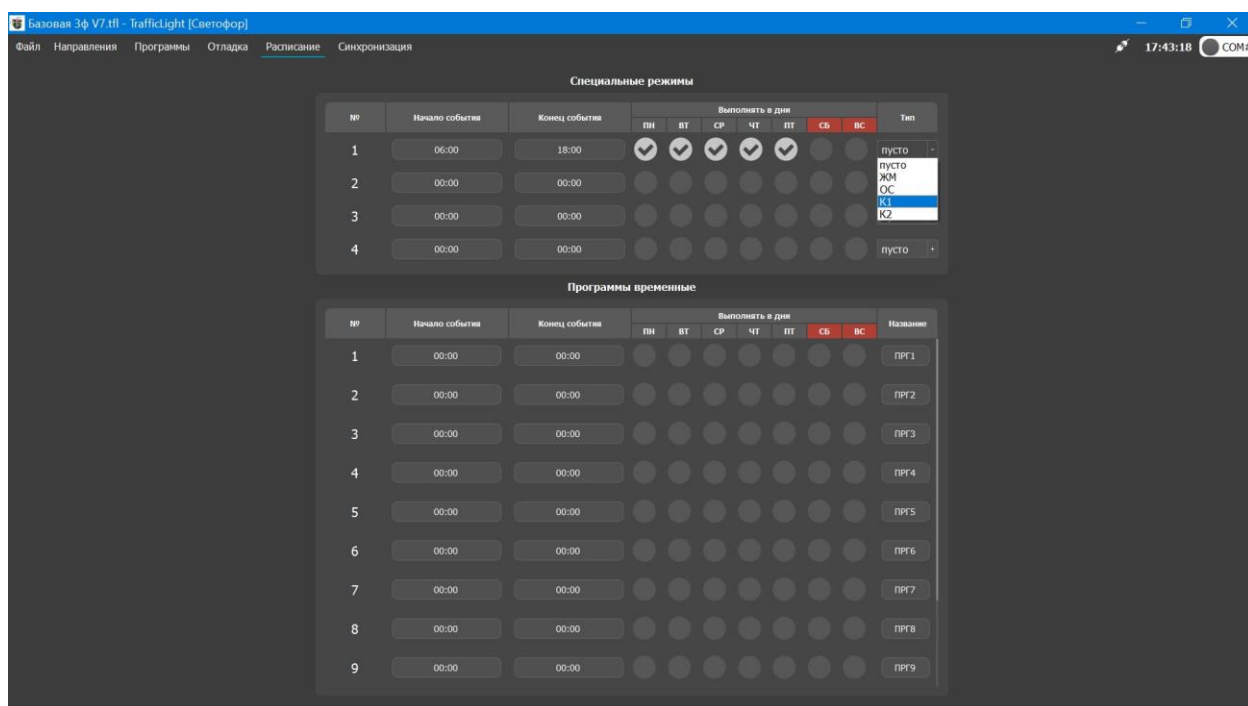 Базовая 3ф V7.tfl - TrafficLight [Светофор]
Файл Направления Программы Отладка Расписание Синхронизация 17:43:18 COM
Специальные режимы
№ Начало события Конец события Выполнять в дни Тип
ПН ВТ СР ЧТ ПТ СБ ВС
1 06:00 18:00 пусто
пусто
ЖМ
2 00:00 00:00
ОС
К1
3 00:00 00:00
К2
4 00:00 00:00 пусто
Программы временные
№ Начало события Конец события Выполнять в дни Название
ПН ВТ СР ЧТ ПТ СБ ВС
1 00:00 00:00 ПРГ1
2 00:00 00:00 ПРГ2
3 00:00 00:00 ПРГ3
4 00:00 00:00 ПРГ4
5 00:00 00:00 ПРГ5
6 00:00 00:00 ПРГ6
7 00:00 00:00 ПРГ7
8 00:00 00:00 ПРГ8
9 00:00 00:00 ПРГ9